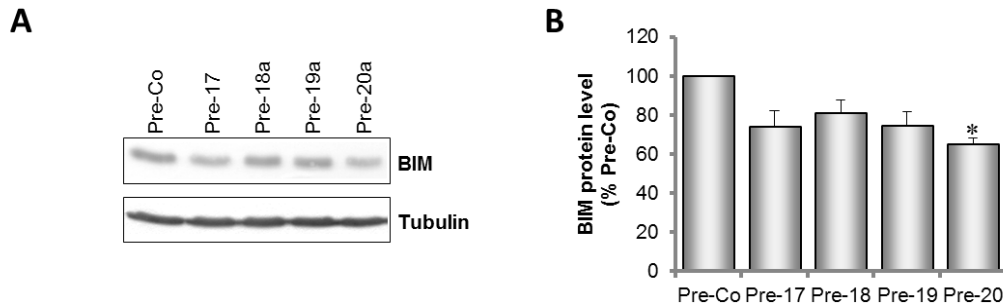 A
Pre-Co
Pre-17
Pre-18a
Pre-19a
Pre-20a
BIM
Tubulin
B
BIM protein level
(% Pre-Co)
120
100
80
60
40
20
0
*
Pre-Co Pre-17 Pre-18 Pre-19 Pre-20